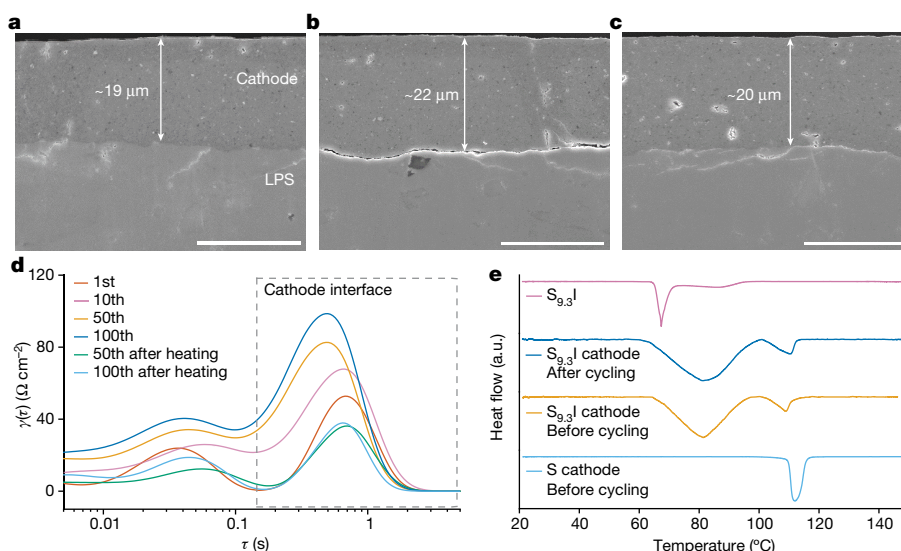 a
b
c
~19 μm
Cathode
LPS
~22 μm
~20 μm
d
120
80
40
0
γ(τ) (Ω cm⁻²)
1st
10th
50th
100th
50th after heating
100th after heating
Cathode interface
0.01
0.1
1
τ (s)
e
Heat flow (a.u.)
S₉.₃I
S₉.₃I cathode
After cycling
S₉.₃I cathode
Before cycling
S cathode
Before cycling
20
40
60
80
100
120
140
Temperature (ºC)